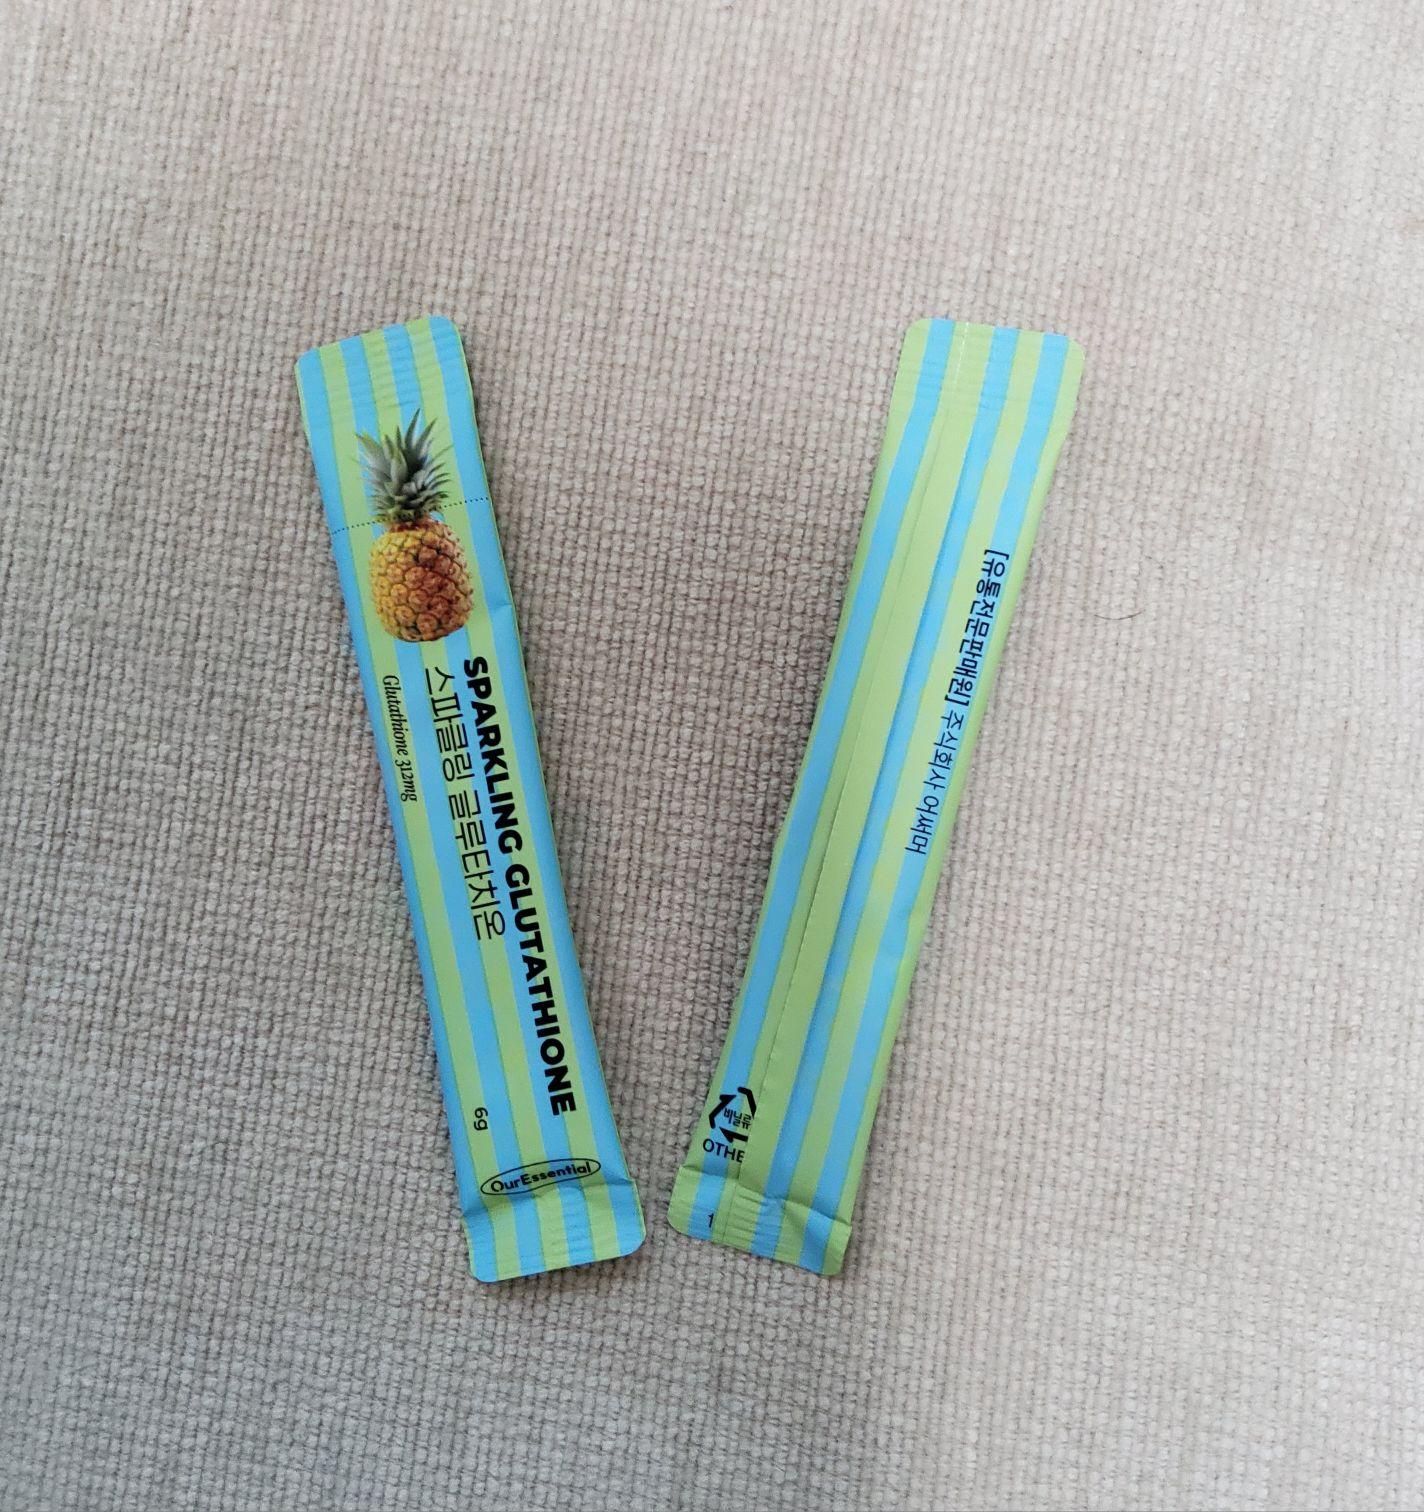 SPARKLING GLUTATHIONE
스파클링 글루타치온
Glutathione 312mg
6g
OurEssential
[유통전문판매원] 주식회사 어써머
비닐류
OTHE
1